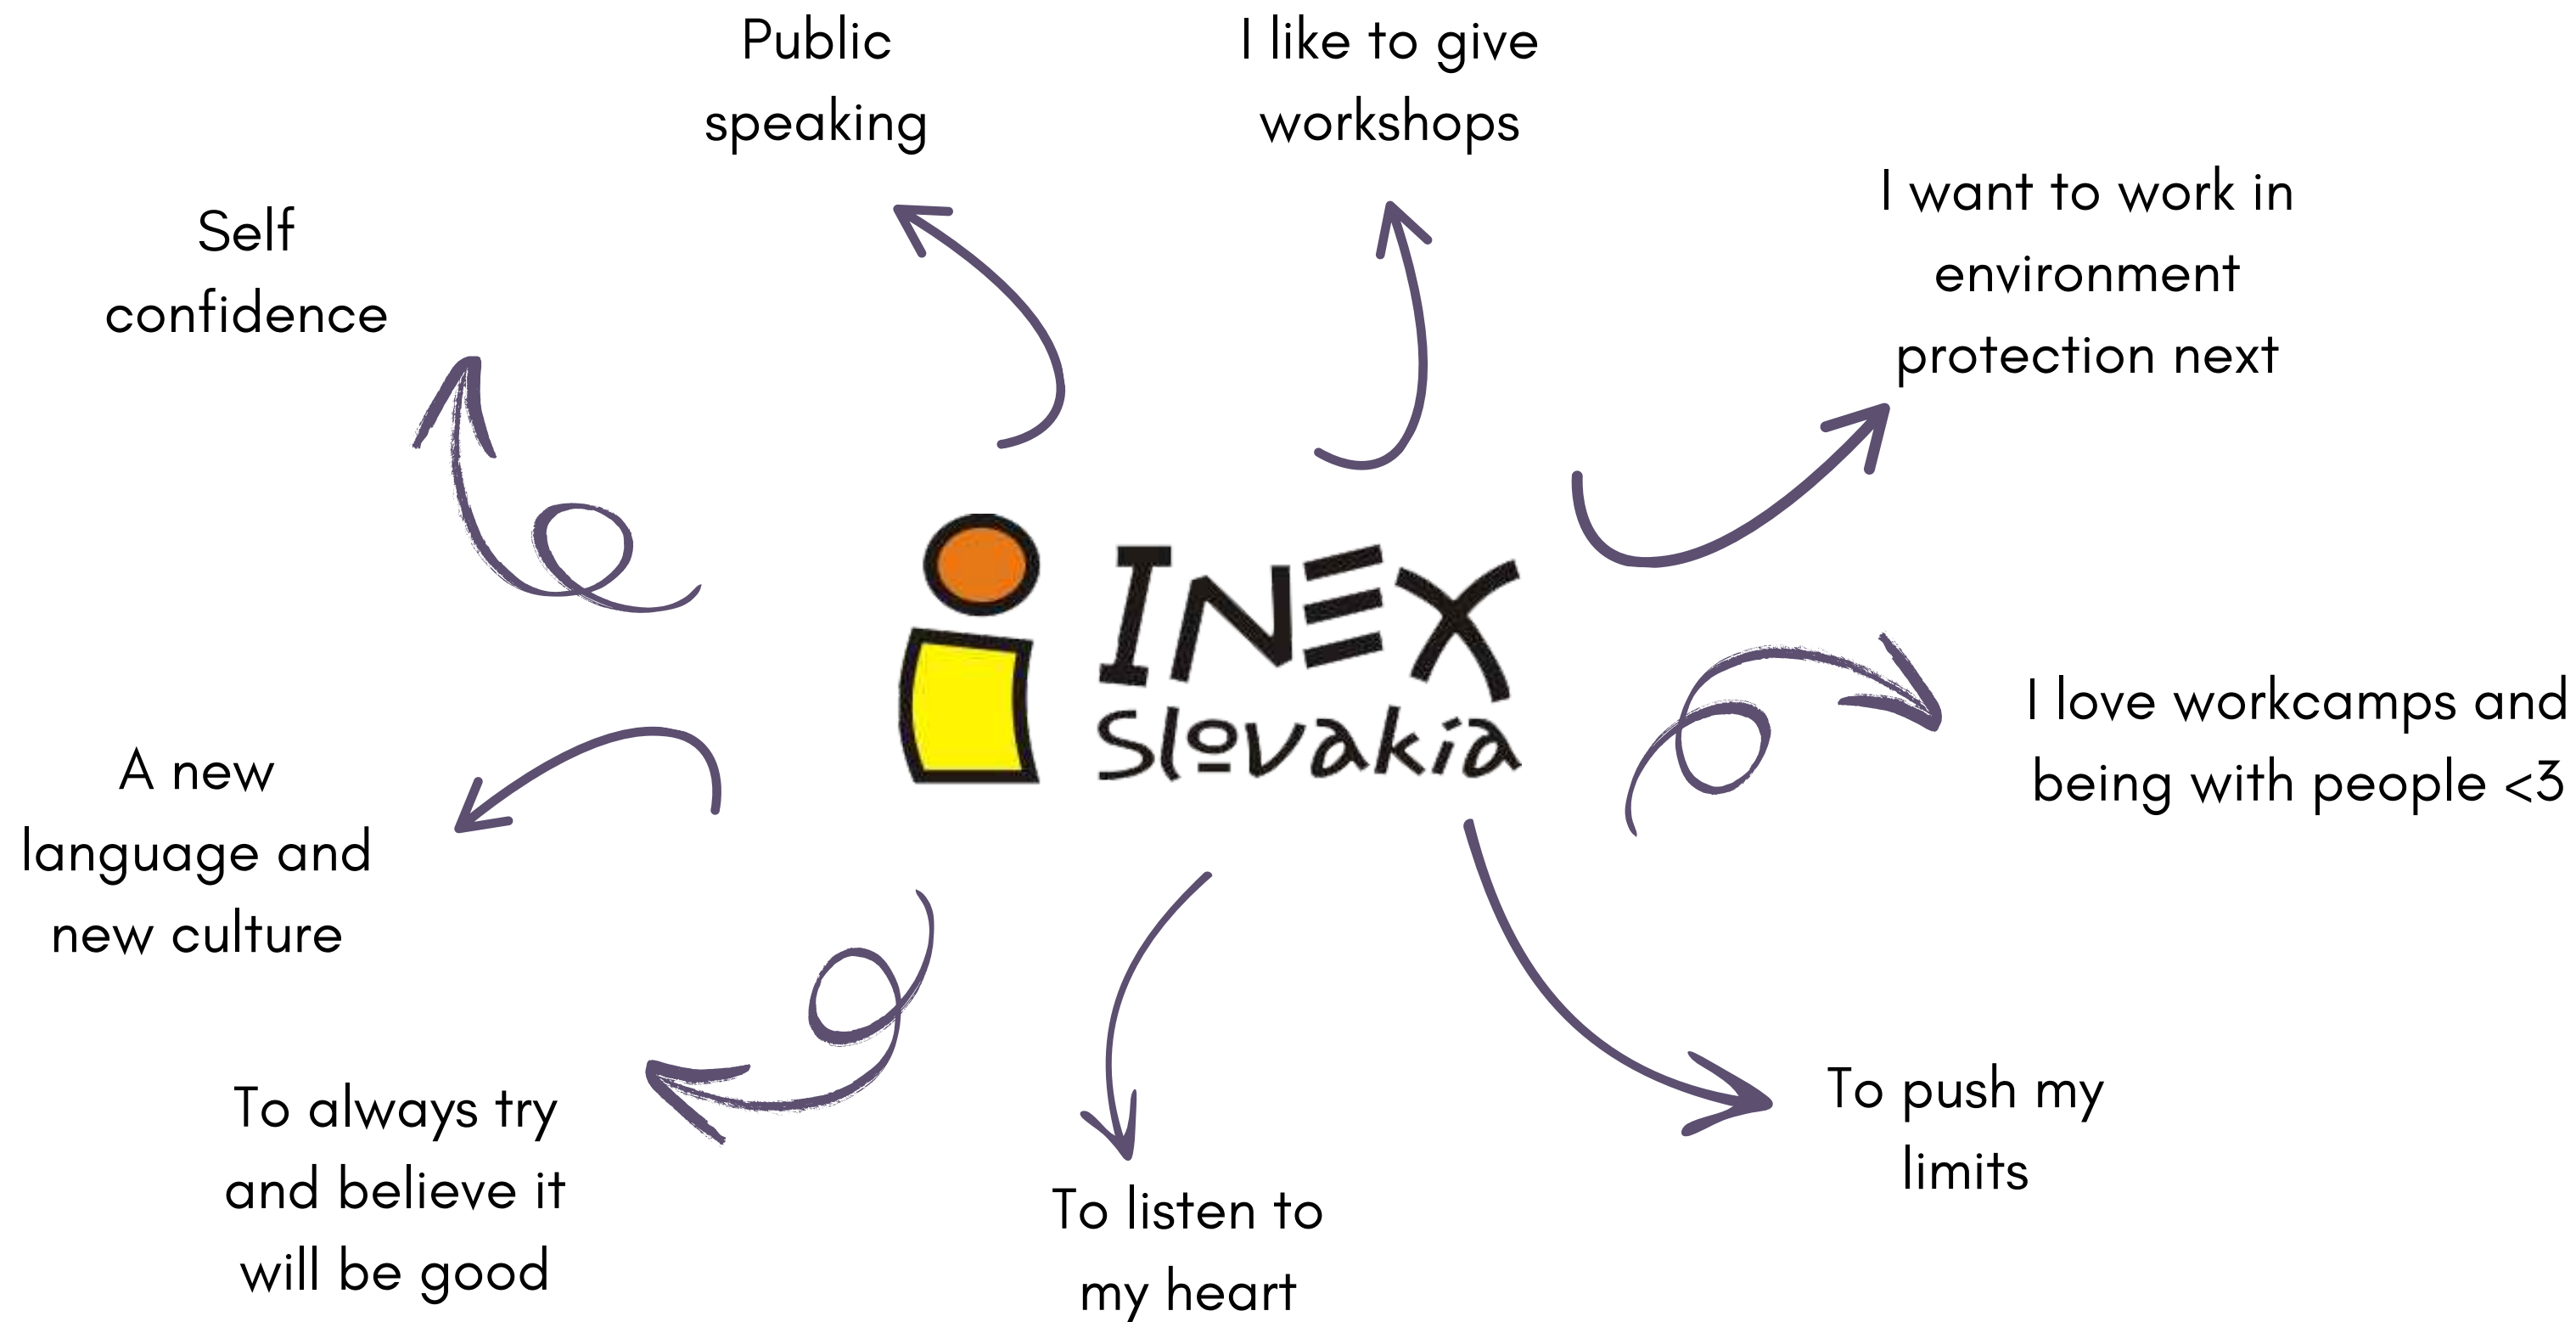 Public
speaking
I like to give
workshops
I want to work in
environment
protection next
Self
confidence
INEX
Slovakia
I love workcamps and
being with people <3
A new
language and
new culture
To always try
and believe it
will be good
To listen to
my heart
To push my
limits